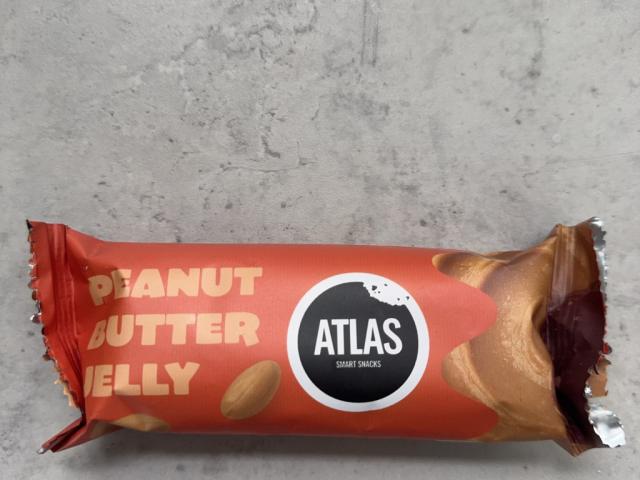 PEANUT
BUTTER
JELLY
ATLAS
SMART SNACKS